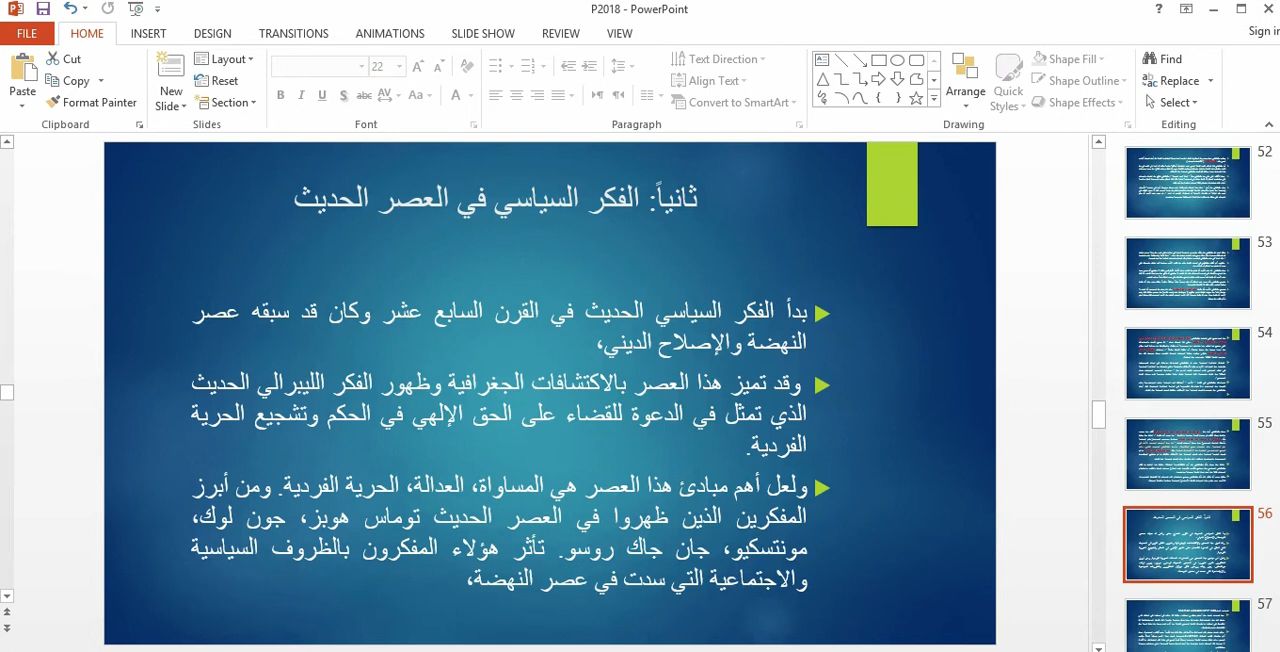 P2018 - PowerPoint
Sign in
FILE HOME INSERT DESIGN TRANSITIONS ANIMATIONS SLIDE SHOW REVIEW VIEW
Paste
Cut
Copy
Format Painter
Clipboard
New
Slide
Layout
Reset
Section
Slides
22
Font
Text Direction
Align Text
Convert to SmartArt
Paragraph
Arrange
Quick
Styles
Shape Fill
Shape Outline
Shape Effects
Drawing
Find
Replace
Select
Editing
ثانياً: الفكر السياسي في العصر الحديث
بدأ الفكر السياسي الحديث في القرن السابع عشر وكان قد سبقه عصر
النهضة والإصلاح الديني،
وقد تميز هذا العصر بالاكتشافات الجغرافية وظهور الفكر الليبرالي الحديث
الذي تمثل في الدعوة للقضاء على الحق الإلهي في الحكم وتشجيع الحرية
الفردية.
ولعل أهم مبادئ هذا العصر هي المساواة، العدالة، الحرية الفردية. ومن أبرز
المفكرين الذين ظهروا في العصر الحديث توماس هوبز، جون لوك،
مونتسكيو، جان جاك روسو. تأثر هؤلاء المفكرون بالظروف السياسية
والاجتماعية التي سدت في عصر النهضة،
52
53
54
55
56
57